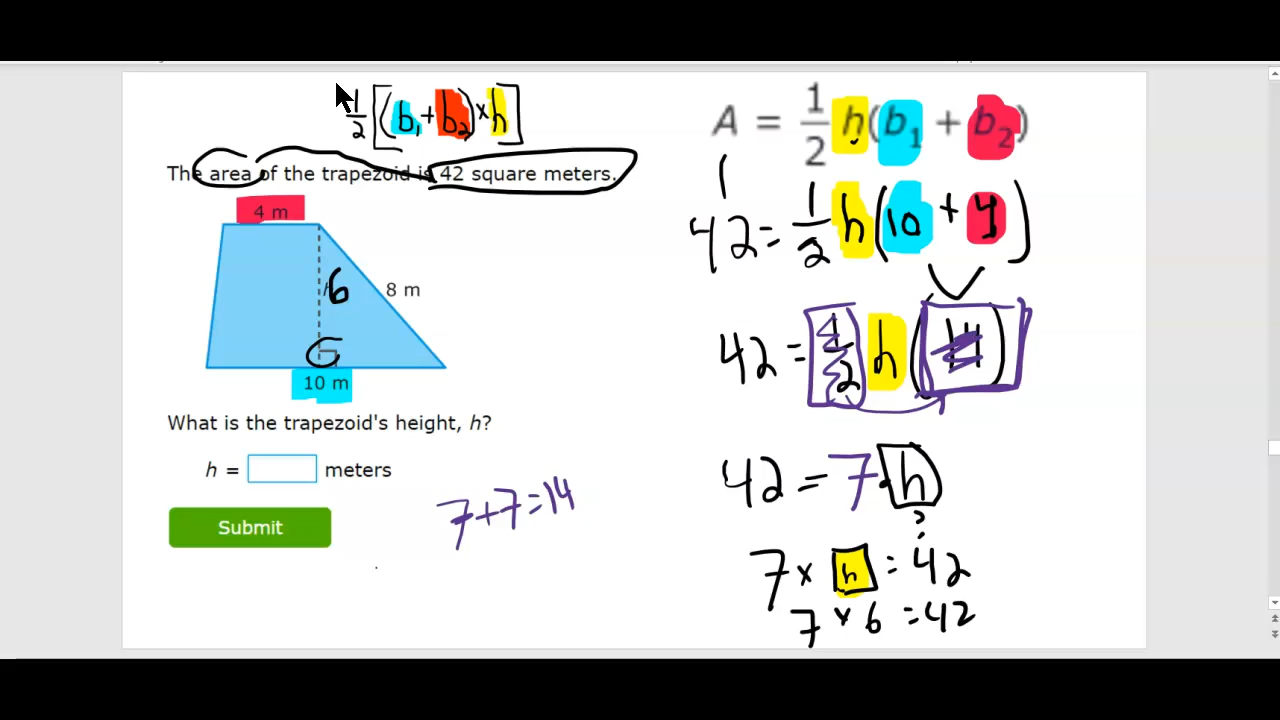 1/2 [(b₁ + b₂) × h]
The area of the trapezoid is 42 square meters.
4 m
6
8 m
10 m
What is the trapezoid's height, h?
h = meters
Submit
7+7=14
A = 1/2 h(b₁ + b₂)
42 = 1/2 h(10 + 4)
42 = 1/2 h(14)
42 = 7 h
?
7 × h = 42
7 × 6 = 42